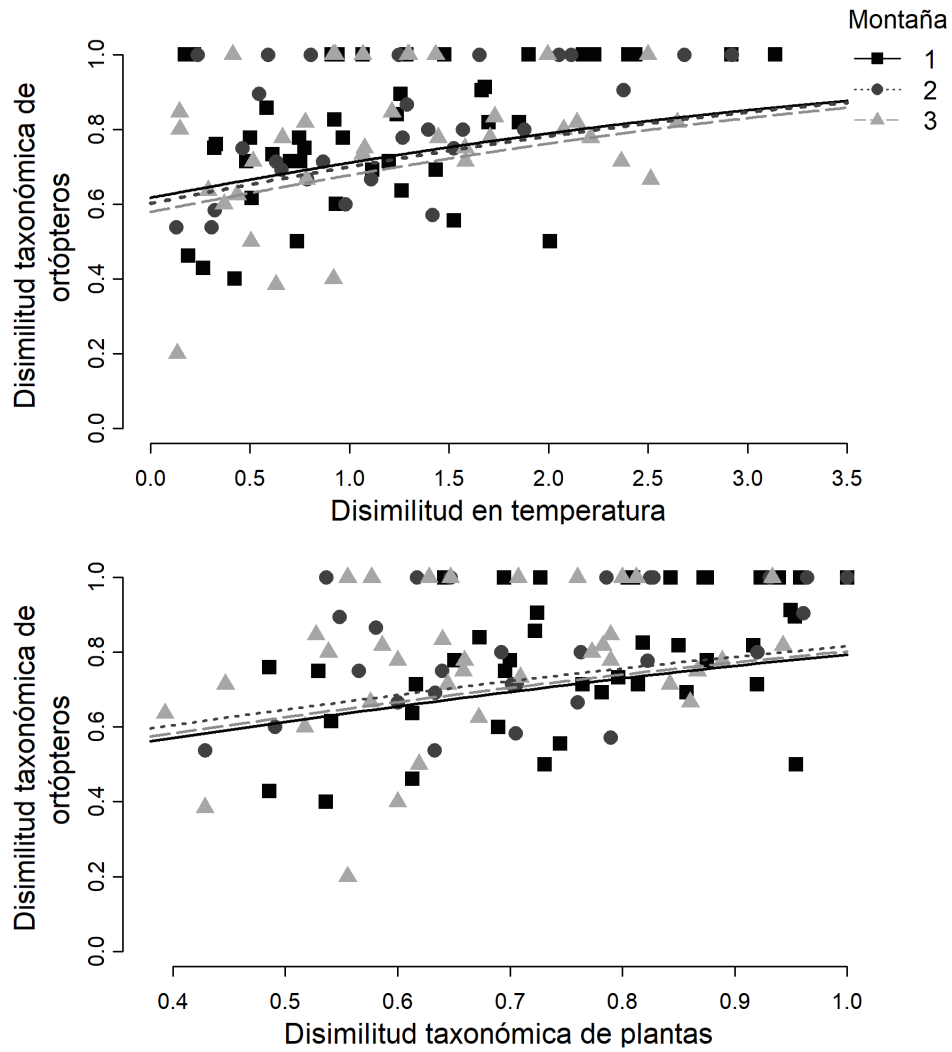 Montaña
1
2
3
Disimilitud taxonómica de
ortópteros
1.0
0.8
0.6
0.4
0.2
0.0
0.0 0.5 1.0 1.5 2.0 2.5 3.0 3.5
Disimilitud en temperatura
Disimilitud taxonómica de
ortópteros
1.0
0.8
0.6
0.4
0.2
0.0
0.4 0.5 0.6 0.7 0.8 0.9 1.0
Disimilitud taxonómica de plantas